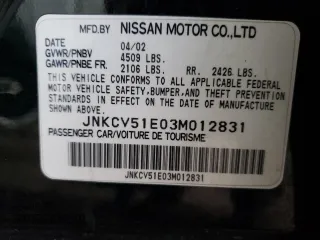 MFD.BY NISSAN MOTOR CO.,LTD
DATE 04/02
GVWR/PNBV 4509 LBS.
GAWR/PNBE FR. 2106 LBS. RR. 2426 LBS.
THIS VEHICLE CONFORMS TO ALL APPLICABLE FEDERAL
MOTOR VEHICLE SAFETY,BUMPER,AND THEFT PREVENTION
STANDARDS IN EFFECT ON THE DATE OF MANUFACTURE
SHOWN ABOVE.
JNKCV51E03M012831
PASSENGER CAR/VOITURE DE TOURISME
JNKCV51E03M012831